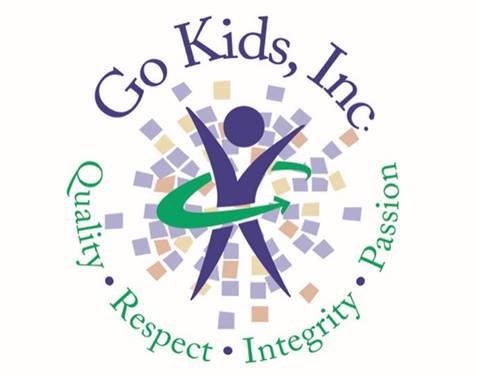 Go Kids, Inc.
Quality • Respect • Integrity • Passion